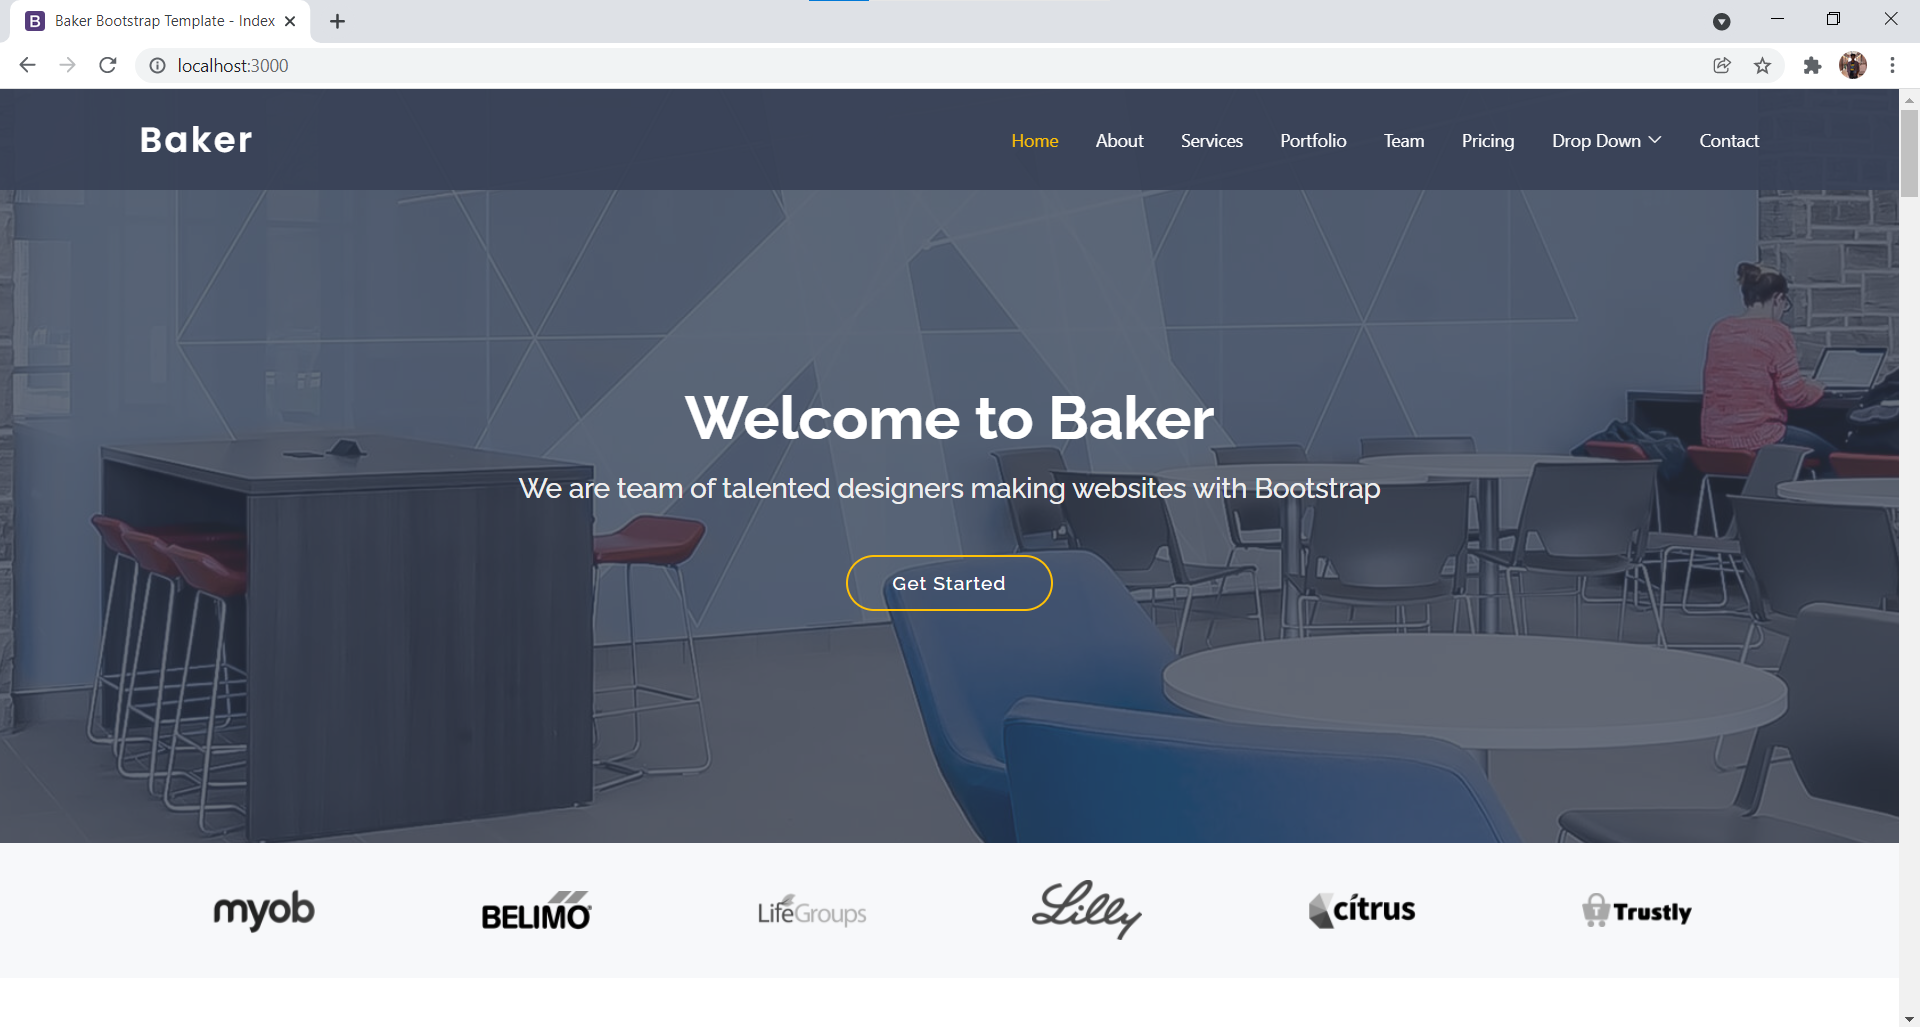 Baker Bootstrap Template - Index
localhost:3000
Baker
Home About Services Portfolio Team Pricing Drop Down Contact
Welcome to Baker
We are team of talented designers making websites with Bootstrap
Get Started
myob BELIMO LifeGroups Lilly cítrus Trustly